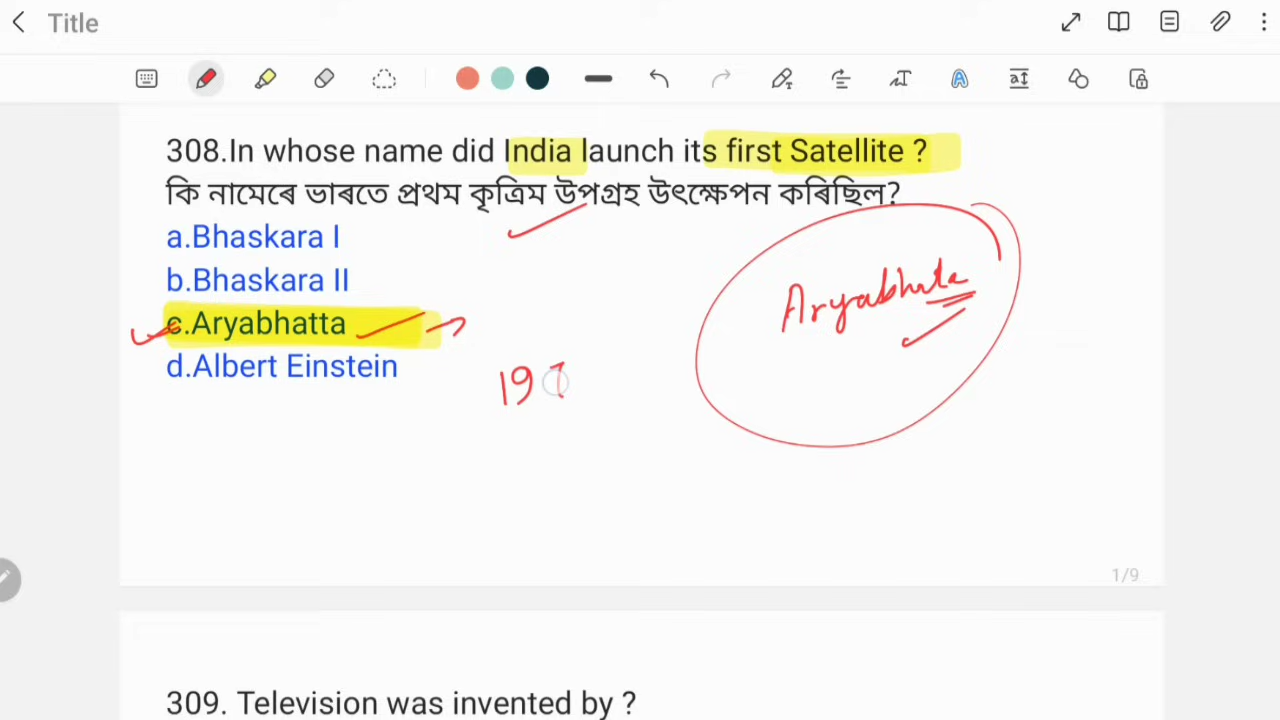 Title
308.In whose name did India launch its first Satellite ?
কি নামেৰে ভাৰতে প্ৰথম কৃত্ৰিম উপগ্ৰহ উৎক্ষেপন কৰিছিল?
a.Bhaskara I
b.Bhaskara II
c.Aryabhatta
d.Albert Einstein
Aryabhata
197
1/9
309. Television was invented by ?